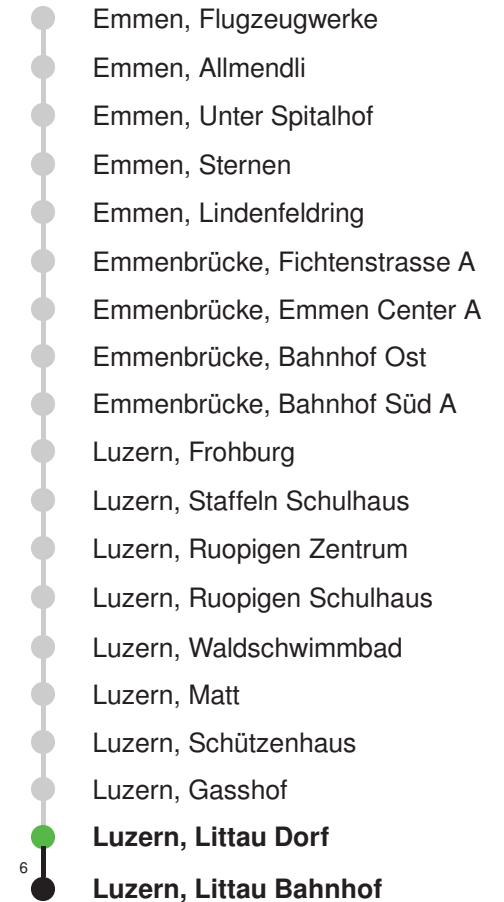 Emmen, Flugzeugwerke
Emmen, Allmendli
Emmen, Unter Spitalhof
Emmen, Sternen
Emmen, Lindenfeldring
Emmenbrücke, Fichtenstrasse A
Emmenbrücke, Emmen Center A
Emmenbrücke, Bahnhof Ost
Emmenbrücke, Bahnhof Süd A
Luzern, Frohburg
Luzern, Staffeln Schulhaus
Luzern, Ruopigen Zentrum
Luzern, Ruopigen Schulhaus
Luzern, Waldschwimmbad
Luzern, Matt
Luzern, Schützenhaus
Luzern, Gasshof
Luzern, Littau Dorf
6
Luzern, Littau Bahnhof